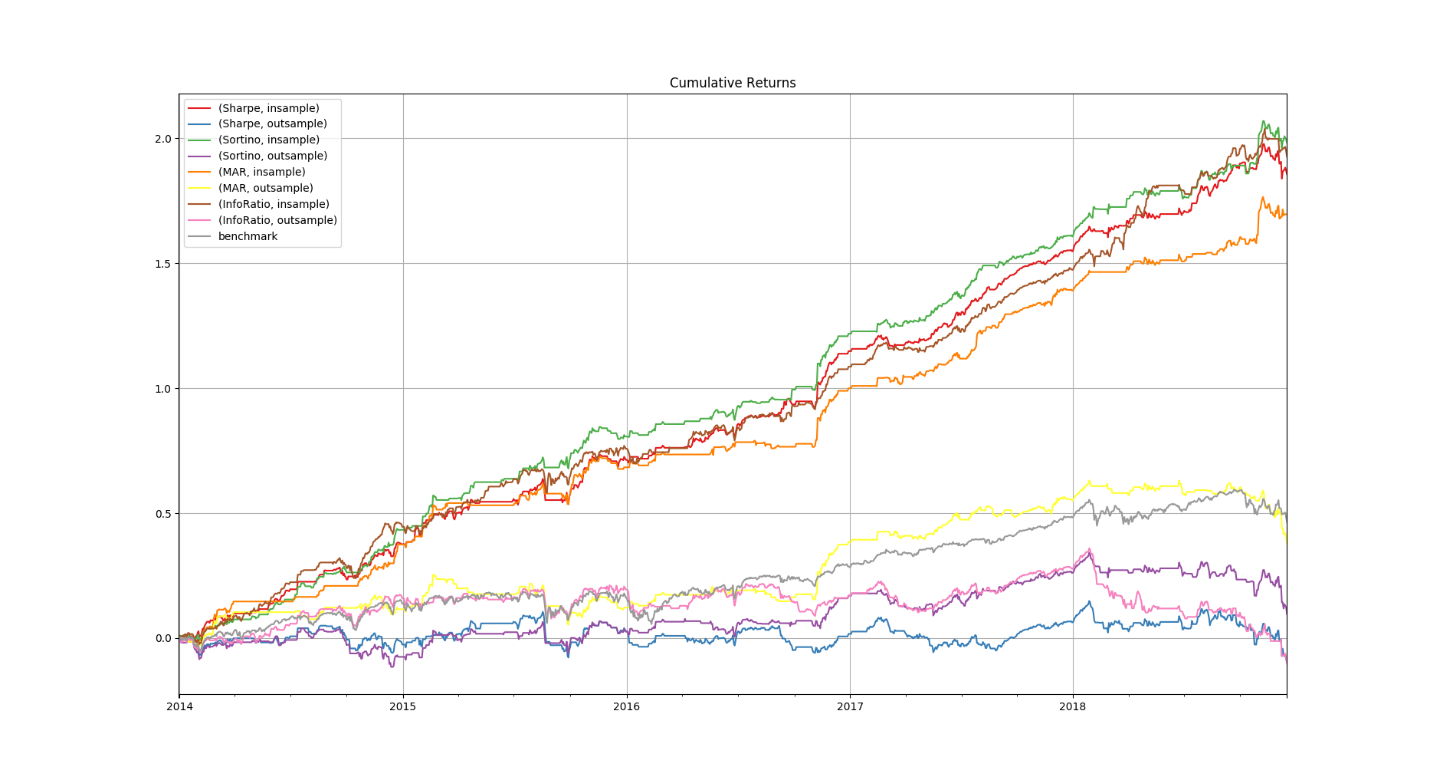 Cumulative Returns
(Sharpe, insample)
(Sharpe, outsample)
(Sortino, insample)
(Sortino, outsample)
(MAR, insample)
(MAR, outsample)
(InfoRatio, insample)
(InfoRatio, outsample)
benchmark
2.0
1.5
1.0
0.5
0.0
2014 2015 2016 2017 2018